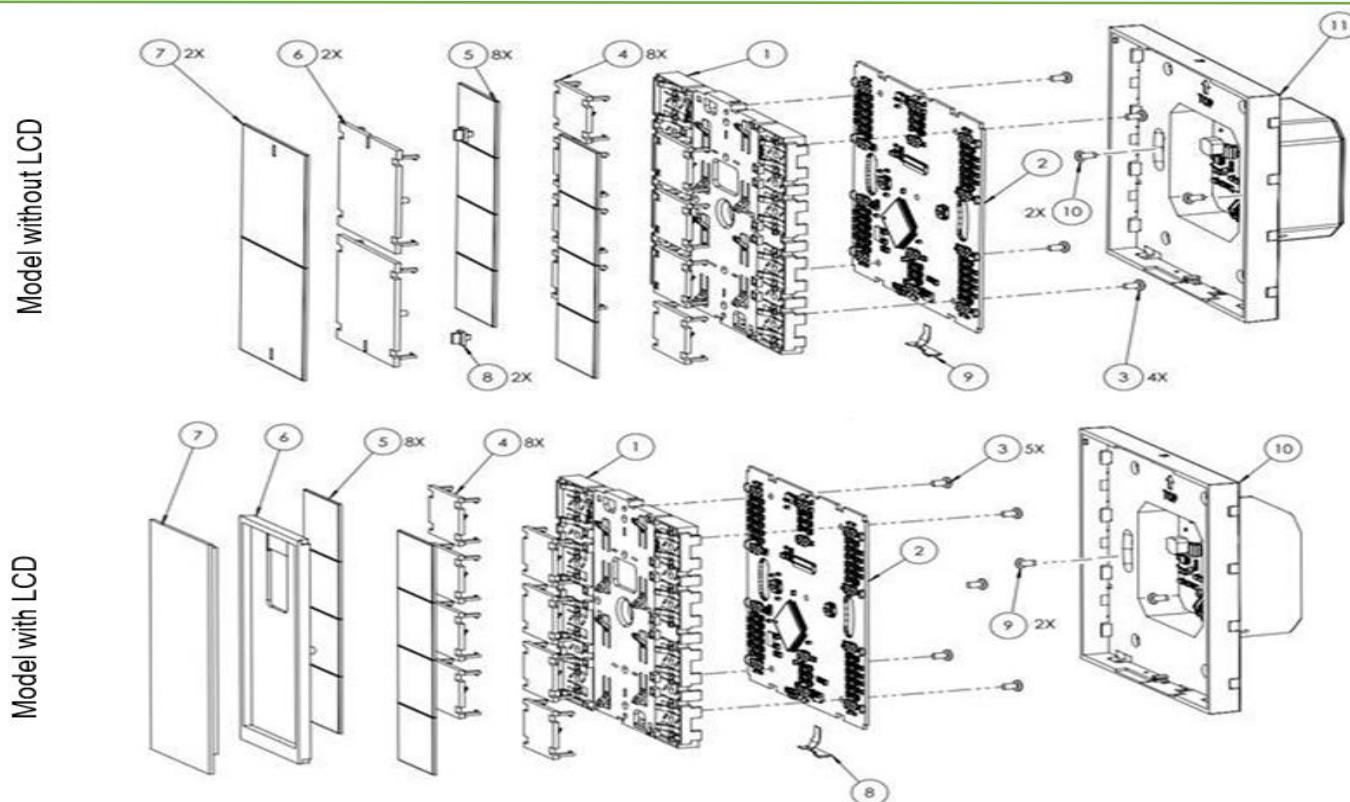 Model without LCD
7 2X
6 2X
5 8X
4 8X
1
11
2
2X 10
8 2X
9
3 4X
TOP
Model with LCD
7
6
5 8X
4 8X
1
3 5X
10
2
9 2X
8
TOP